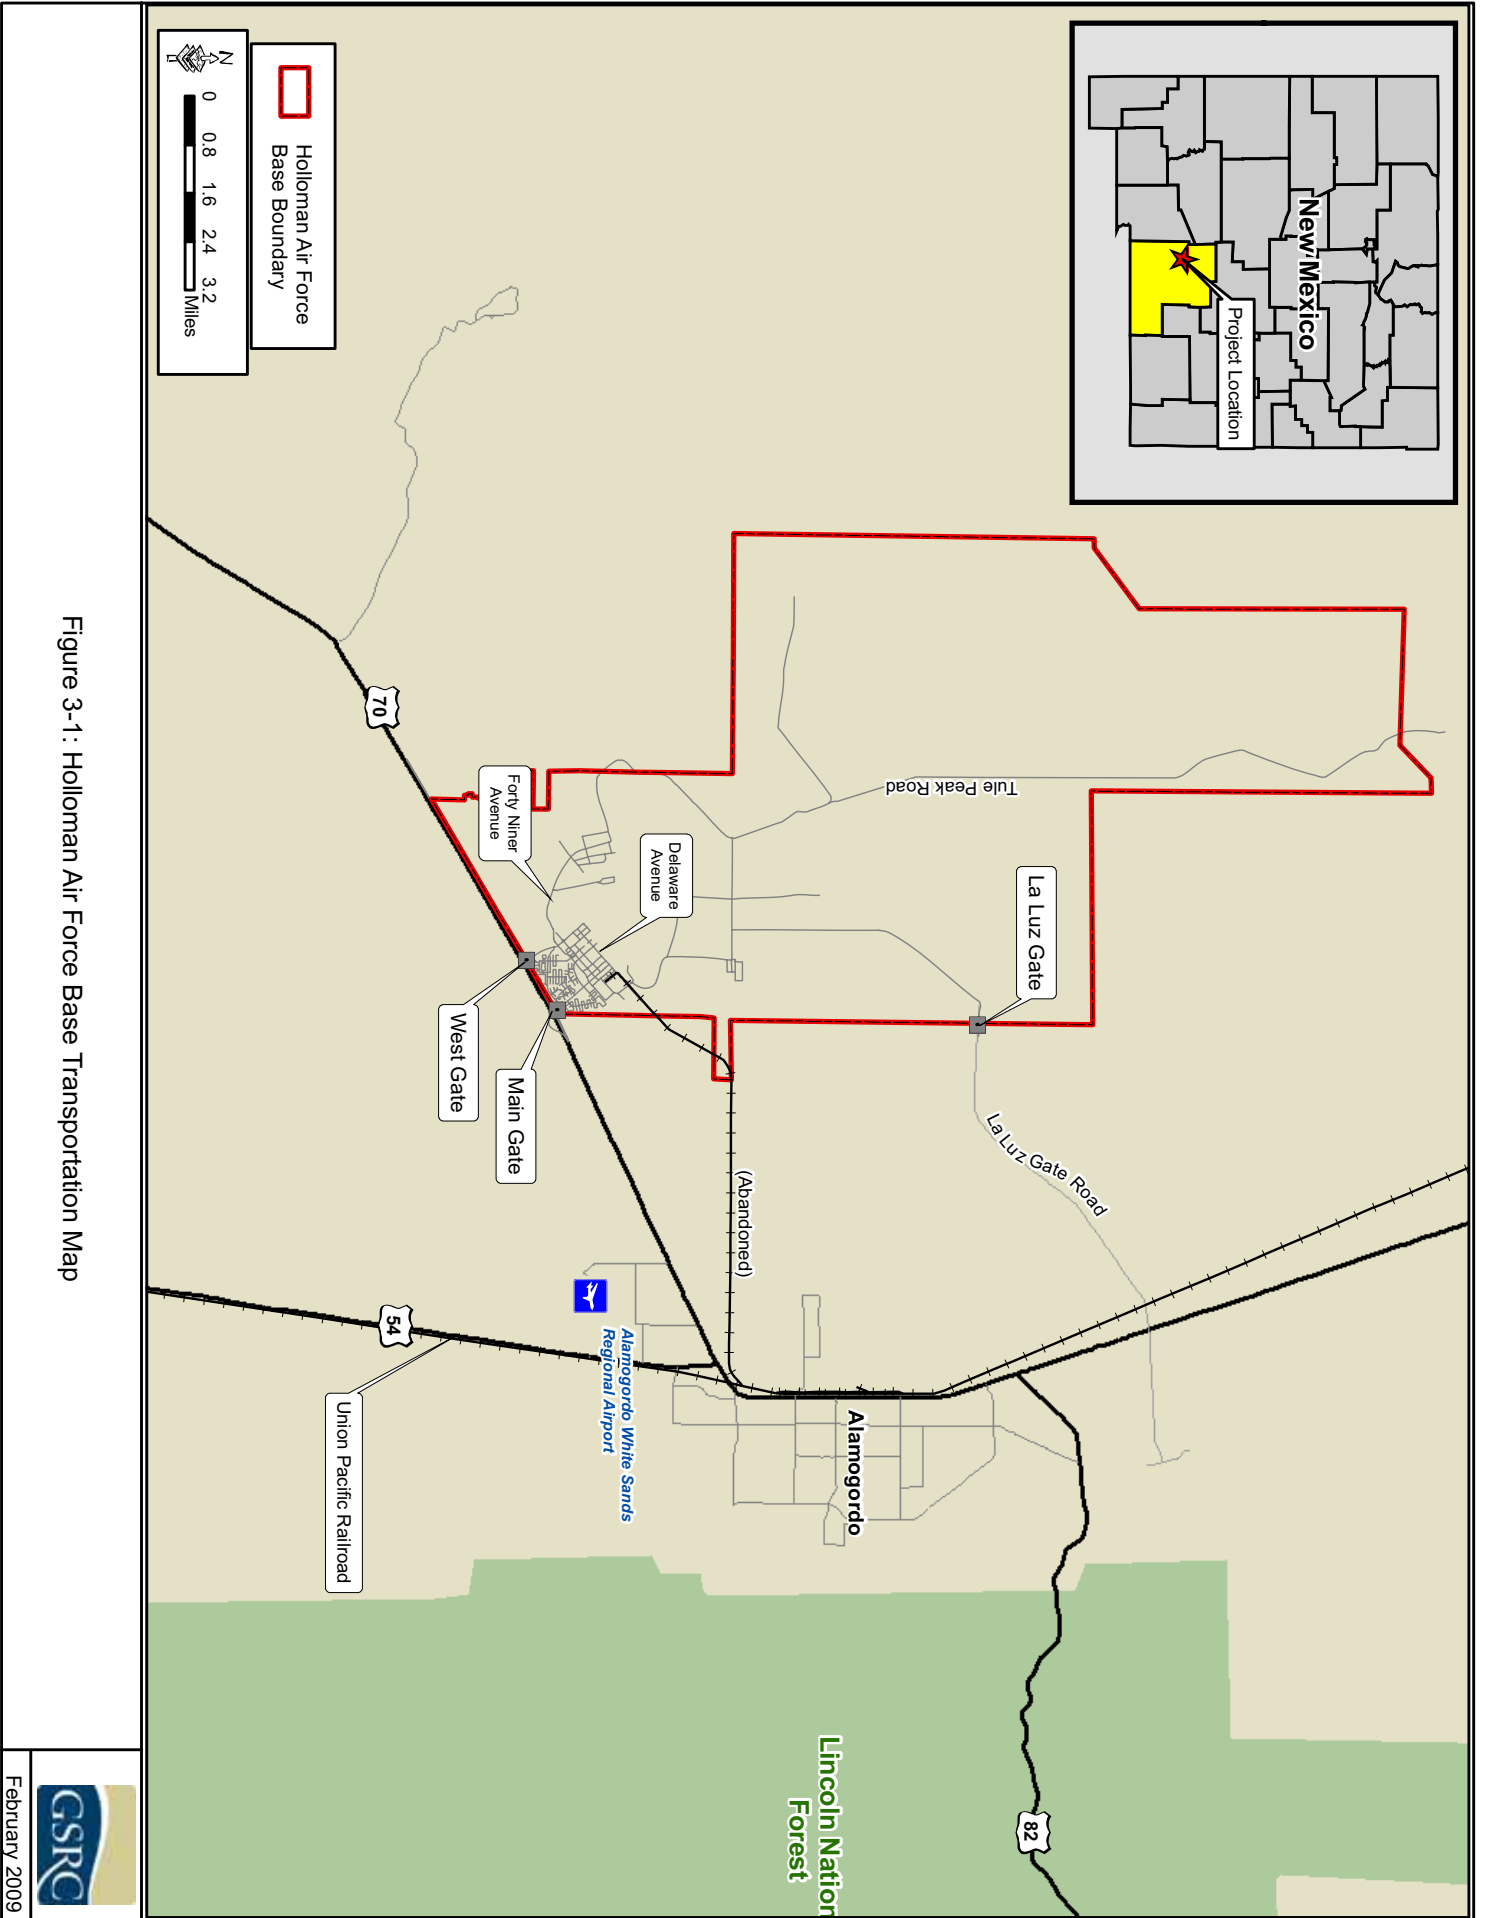 New Mexico
Project Location
Holloman Air Force
Base Boundary
N
0 0.8 1.6 2.4 3.2
Miles
Tule Peak Road
La Luz Gate
La Luz Gate Road
Delaware
Avenue
Forty Niner
Avenue
70
West Gate
Main Gate
(Abandoned)
Alamogordo
Alamogordo White Sands
Regional Airport
54
Union Pacific Railroad
82
Lincoln Nation
Forest
Figure 3-1: Holloman Air Force Base Transportation Map
GSRC
February 2009